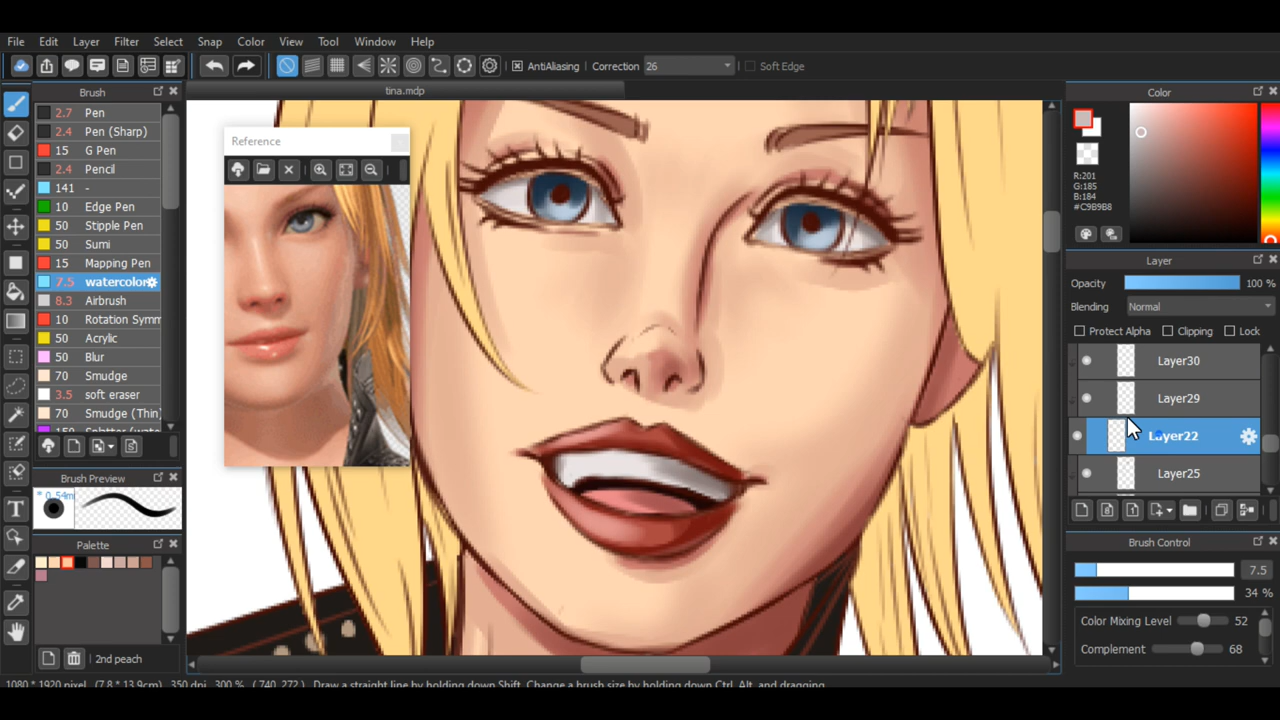 File Edit Layer Filter Select Snap Color View Tool Window Help
AntiAliasing Correction 26 Soft Edge
Brush
tina.mdp
Color
2.7 Pen
2.4 Pen (Sharp)
15 G Pen
2.4 Pencil
141 -
10 Edge Pen
50 Stipple Pen
50 Sumi
15 Mapping Pen
7.5 watercolor
8.3 Airbrush
10 Rotation Symm
50 Acrylic
50 Blur
70 Smudge
3.5 soft eraser
70 Smudge (Thin)
Brush Preview
* 0.54m
Palette
2nd peach
Reference
R:201
G:185
B:184
#C9B9B8
Layer
Opacity 100 %
Blending Normal
Protect Alpha Clipping Lock
Layer30
Layer29
Layer22
Layer25
Brush Control
7.5
34 %
Color Mixing Level 52
Complement 68
1080 * 1920 pixel (7.8 * 13.9cm) 350 dpi 300 % ( 740, 272 ) Draw a straight line by holding down Shift, Change a brush size by holding down Ctrl, Alt, and dragging